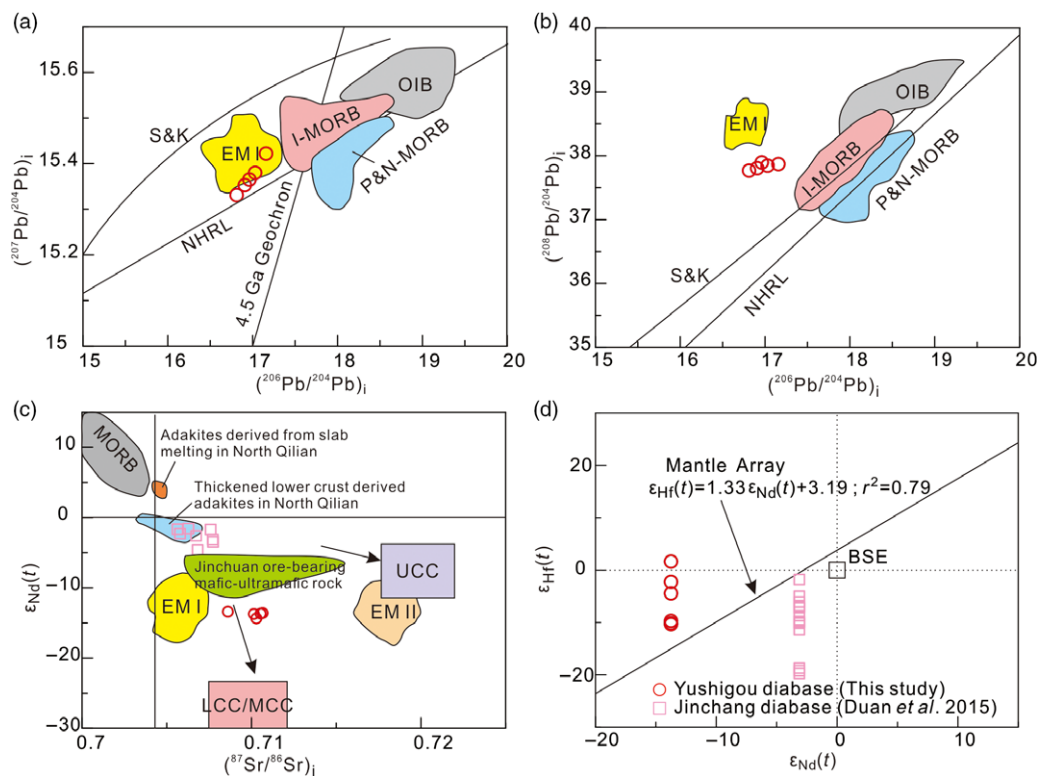 (a)
15.6
15.4
15.2
15
15
16
17
18
19
20
(²⁰⁷Pb/²⁰⁴Pb)ᵢ
(²⁰⁶Pb/²⁰⁴Pb)ᵢ
S&K
EM I
I-MORB
OIB
P&N-MORB
NHRL
4.5 Ga Geochron
(b)
40
39
38
37
36
35
15
16
17
18
19
20
(²⁰⁸Pb/²⁰⁴Pb)ᵢ
(²⁰⁶Pb/²⁰⁴Pb)ᵢ
EM I
OIB
I-MORB
P&N-MORB
S&K
NHRL
(c)
10
0
−10
−20
−30
0.7
0.71
0.72
εNd(t)
(⁸⁷Sr/⁸⁶Sr)ᵢ
MORB
Adakites derived from slab
melting in North Qilian
Thickened lower crust derived
adakites in North Qilian
Jinchuan ore-bearing
mafic-ultramafic rock
UCC
EM I
EM II
LCC/MCC
(d)
20
0
−20
−30
−20
−10
0
10
εHf(t)
εNd(t)
Mantle Array
εHf(t)=1.33εNd(t)+3.19 ; r²=0.79
BSE
Yushigou diabase (This study)
Jinchang diabase (Duan et al. 2015)